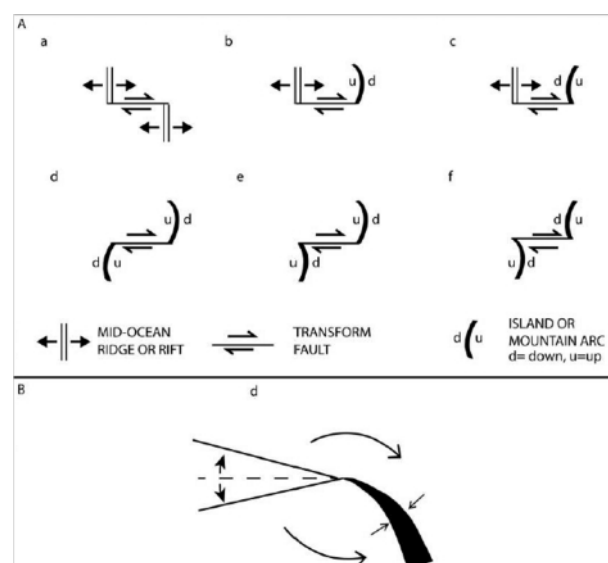 A
a b c
u d
d u
d e f
u d
d u
u d
u d
d u
u d
MID-OCEAN
RIDGE OR RIFT
TRANSFORM
FAULT
d u
ISLAND OR
MOUNTAIN ARC
d= down, u=up
B
d